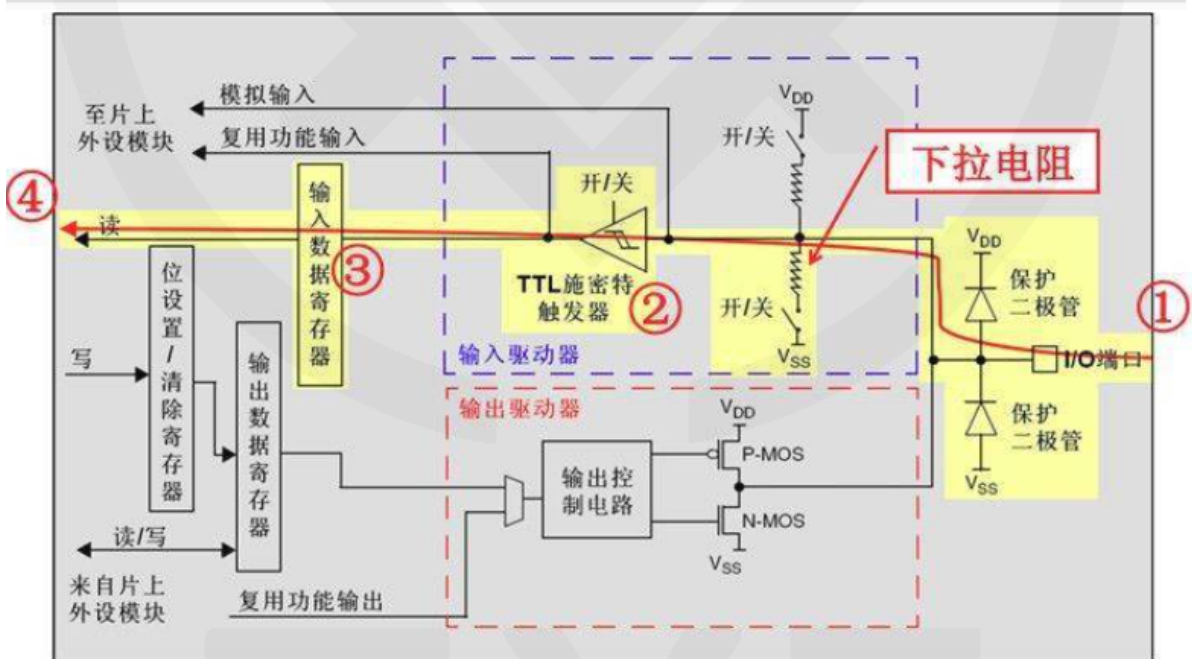 模拟输入
至片上
外设模块
复用功能输入
V_DD
开/关
下拉电阻
④
读
输入数据寄存器
③
开/关
TTL施密特
触发器
②
开/关
V_SS
输入驱动器
V_DD
保护
二极管
①
I/O端口
保护
二极管
V_SS
写
位设置/清除寄存器
输出数据寄存器
读/写
来自片上
外设模块
复用功能输出
输出驱动器
输出控
制电路
V_DD
P-MOS
N-MOS
V_SS